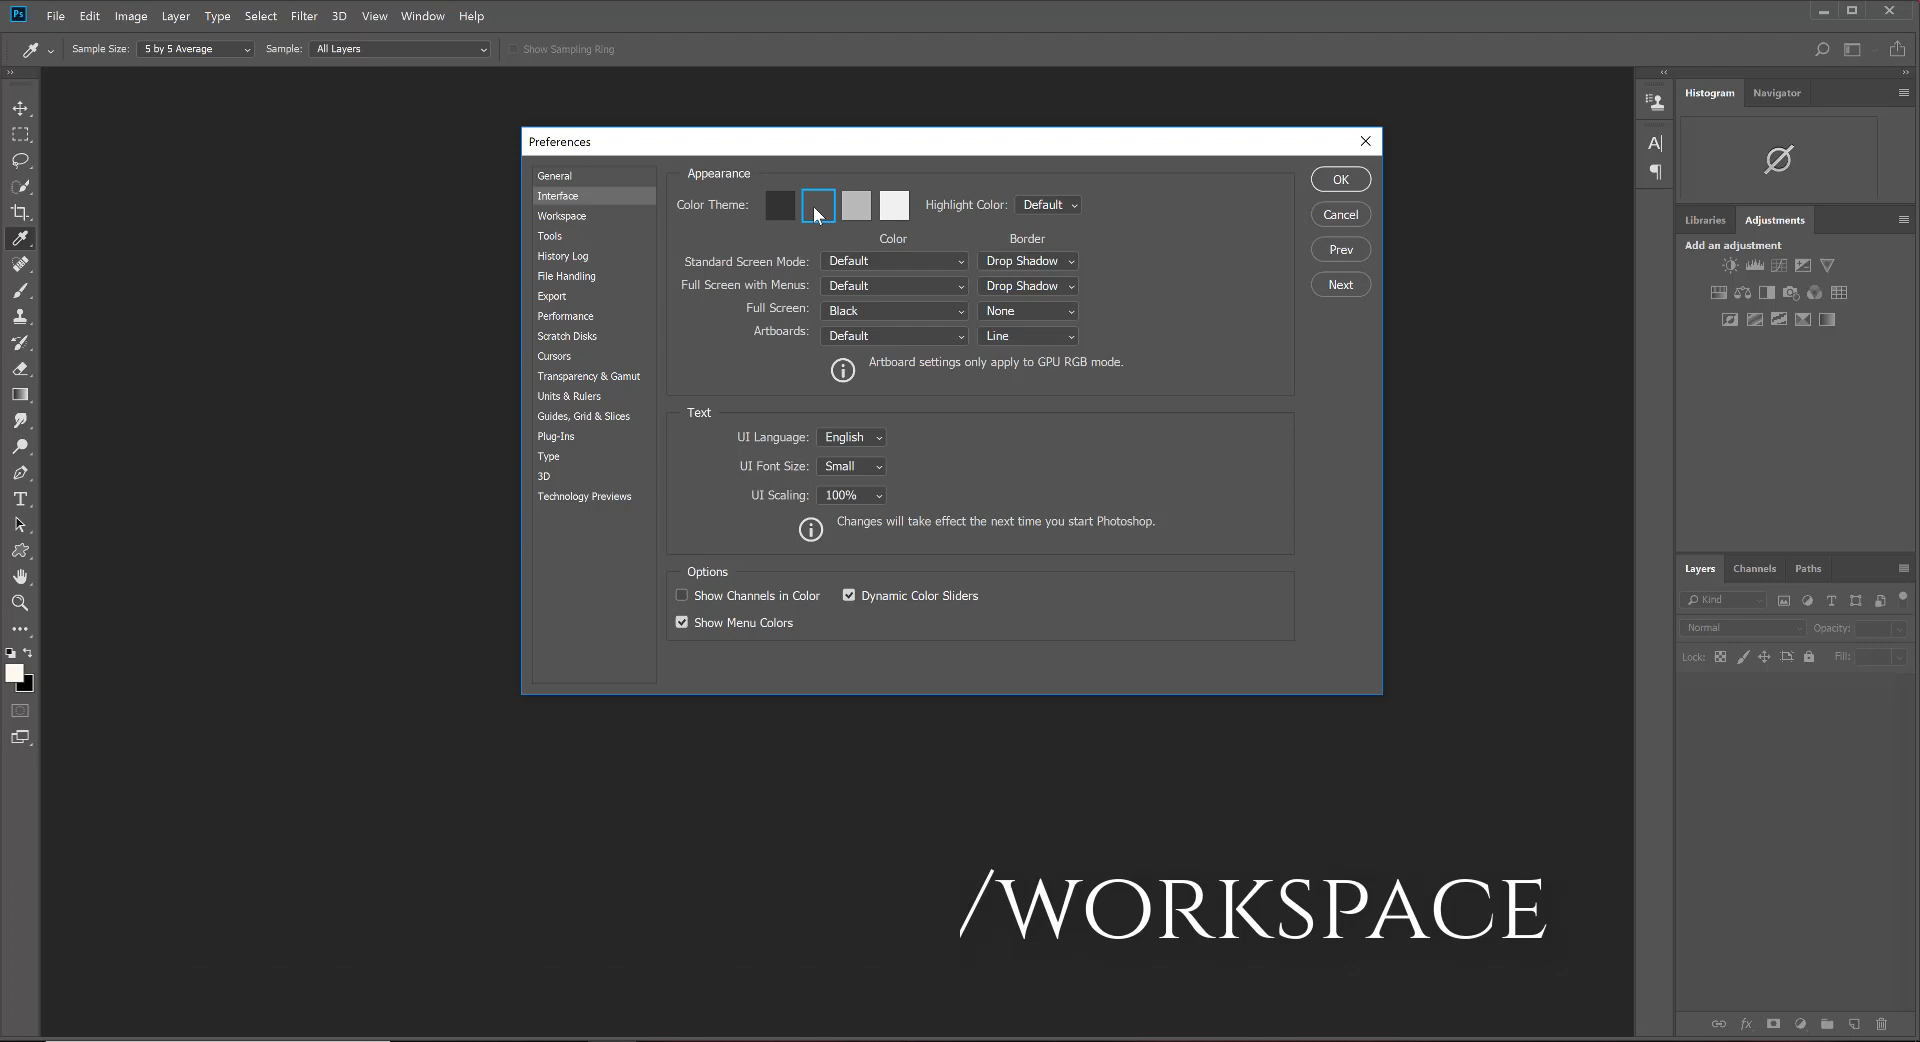 Ps File Edit Image Layer Type Select Filter 3D View Window Help
Sample Size: 5 by 5 Average Sample: All Layers Show Sampling Ring
Histogram Navigator
Libraries Adjustments
Add an adjustment
Layers Channels Paths
Kind
Normal Opacity:
Lock: Fill:
fx
Preferences
General
Interface
Workspace
Tools
History Log
File Handling
Export
Performance
Scratch Disks
Cursors
Transparency & Gamut
Units & Rulers
Guides, Grid & Slices
Plug-Ins
Type
3D
Technology Previews
Appearance
Color Theme: Highlight Color: Default
Color Border
Standard Screen Mode: Default Drop Shadow
Full Screen with Menus: Default Drop Shadow
Full Screen: Black None
Artboards: Default Line
Artboard settings only apply to GPU RGB mode.
Text
UI Language: English
UI Font Size: Small
UI Scaling: 100%
Changes will take effect the next time you start Photoshop.
Options
Show Channels in Color Dynamic Color Sliders
Show Menu Colors
OK
Cancel
Prev
Next
/WORKSPACE